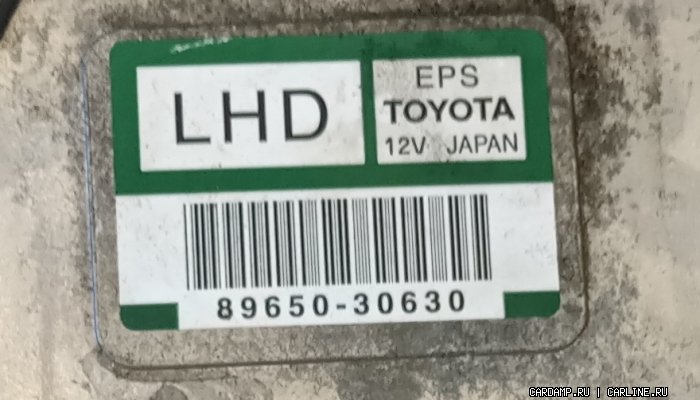 LHD
EPS
TOYOTA
12V JAPAN
89650-30630
CARDAMP.RU | CARLINE.RU